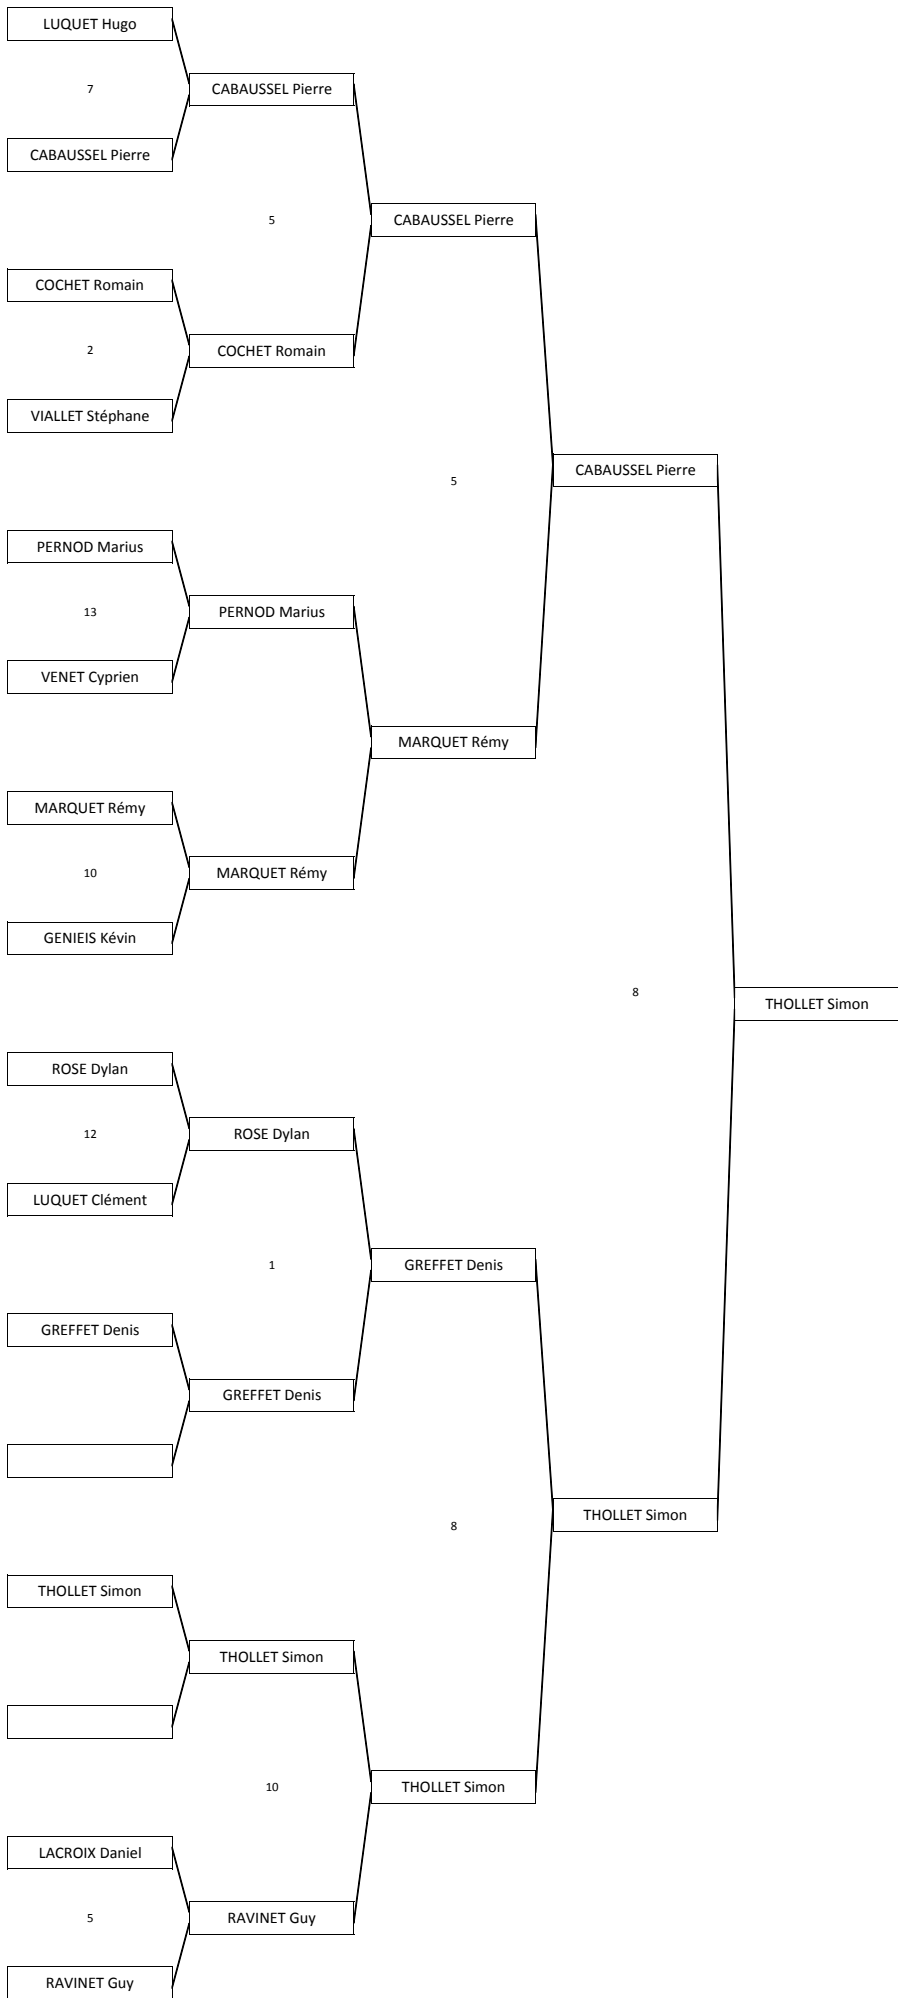 LUQUET Hugo
7
CABAUSSEL Pierre
CABAUSSEL Pierre
5
CABAUSSEL Pierre
COCHET Romain
2
COCHET Romain
VIALLET Stéphane
CABAUSSEL Pierre
5
PERNOD Marius
13
PERNOD Marius
VENET Cyprien
MARQUET Rémy
MARQUET Rémy
10
MARQUET Rémy
GENIEIS Kévin
8
THOLLET Simon
ROSE Dylan
12
ROSE Dylan
LUQUET Clément
1
GREFFET Denis
GREFFET Denis
GREFFET Denis
8
THOLLET Simon
THOLLET Simon
THOLLET Simon
10
THOLLET Simon
LACROIX Daniel
5
RAVINET Guy
RAVINET Guy